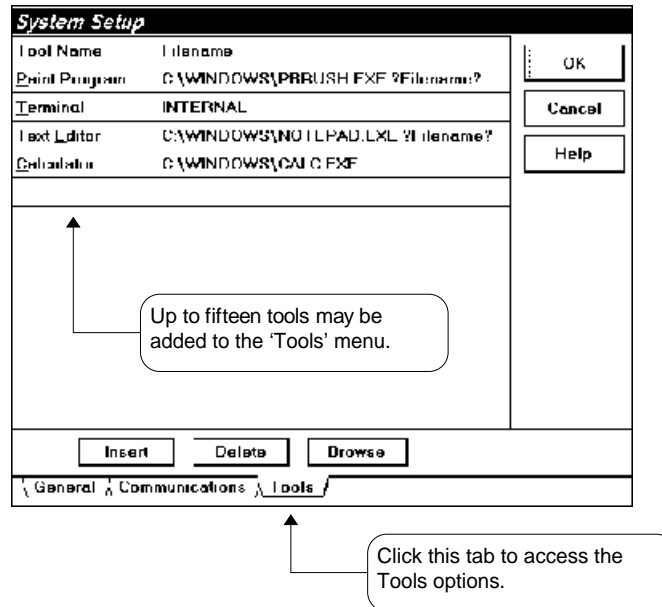 System Setup
Tool Name Filename
Paint Program C:\WINDOWS\PBRUSH.EXE ?Filename?
Terminal INTERNAL
Text Editor C:\WINDOWS\NOTEPAD.EXE ?Filename?
Calculator C:\WINDOWS\CALC.EXE
OK
Cancel
Help
Up to fifteen tools may be
added to the ‘Tools’ menu.
Insert Delete Browse
General Communications Tools
Click this tab to access the
Tools options.